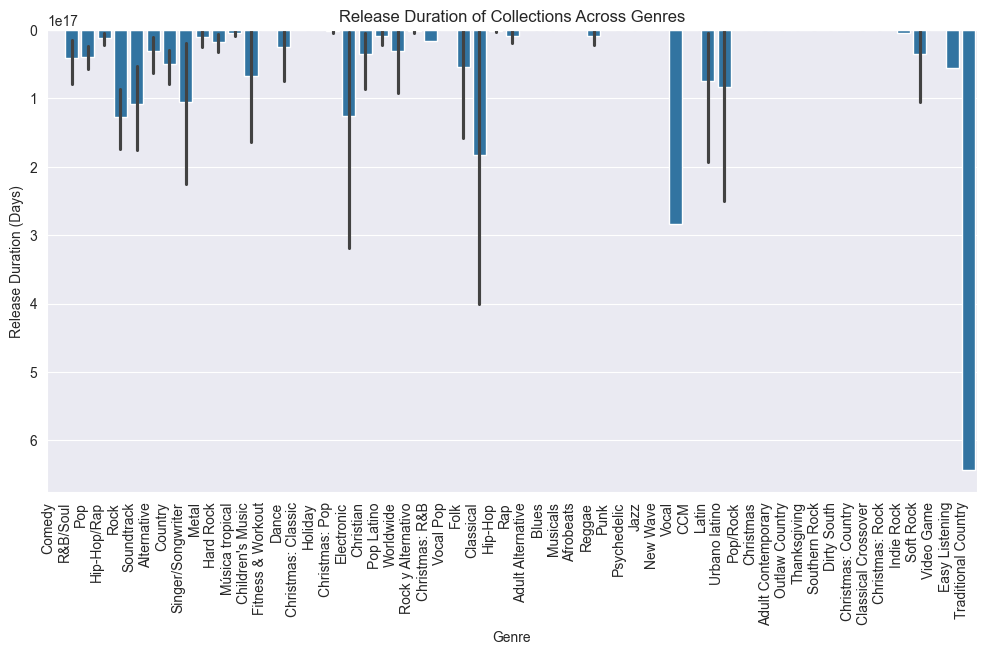 Release Duration of Collections Across Genres
1e17
0
1
2
3
4
5
6
Release Duration (Days)
Comedy
R&B/Soul
Pop
Hip-Hop/Rap
Rock
Soundtrack
Alternative
Country
Singer/Songwriter
Metal
Hard Rock
Música tropical
Children's Music
Fitness & Workout
Dance
Christmas: Classic
Holiday
Christmas: Pop
Electronic
Christian
Pop Latino
Worldwide
Rock y Alternativo
Christmas: R&B
Vocal Pop
Folk
Classical
Hip-Hop
Rap
Adult Alternative
Blues
Musicals
Afrobeats
Reggae
Punk
Psychedelic
Jazz
New Wave
Vocal
CCM
Latin
Urbano latino
Pop/Rock
Christmas
Adult Contemporary
Outlaw Country
Thanksgiving
Southern Rock
Dirty South
Christmas: Country
Classical Crossover
Christmas: Rock
Indie Rock
Soft Rock
Video Game
Easy Listening
Traditional Country
Genre